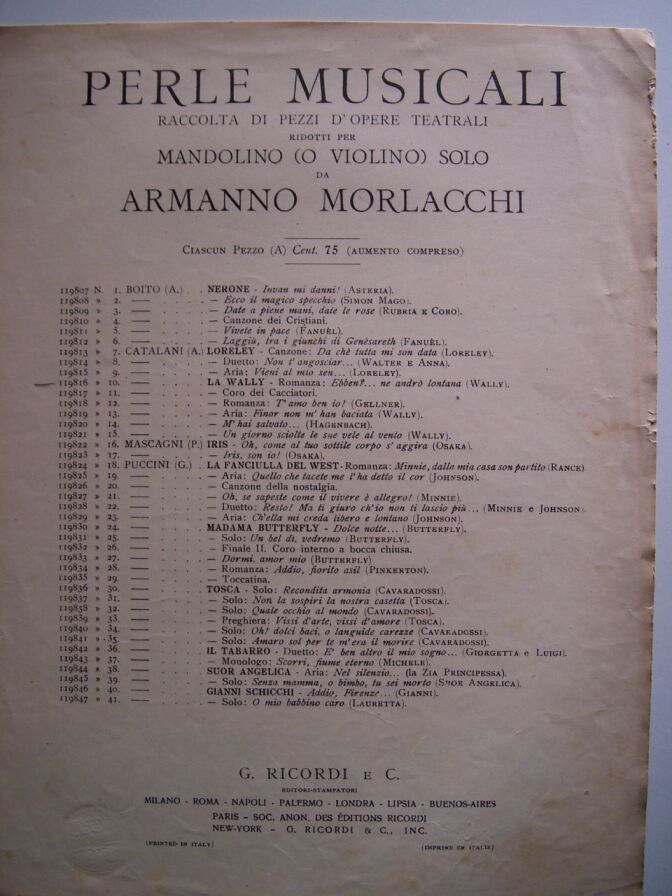 PERLE MUSICALI
RACCOLTA DI PEZZI D'OPERE TEATRALI
RIDOTTI PER
MANDOLINO (O VIOLINO) SOLO
DA
ARMANNO MORLACCHI
CIASCUN PEZZO (A) Cent. 75 (AUMENTO COMPRESO)
119807 N. 1. BOITO (A.) . . NERONE - Invan mi danni! (ASTERIA).
119808 » 2. — . . . . — Ecco il magico specchio (SIMON MAGO).
119809 » 3. — . . . . — Date a piene mani, date le rose (RUBRIA E CORO).
119810 » 4. — . . . . — Canzone dei Cristiani.
119811 » 5. — . . . . — Vivete in pace (FANUÈL).
119812 » 6. — . . . . — Laggiù, tra i giunchi di Genèsareth (FANUÈL).
119813 » 7. CATALANI (A.) LORELEY - Canzone: Da chè tutta mi son data (LORELEY).
119814 » 8. — . . . . — Duetto: Non t'angosciar... (WALTER E ANNA).
119815 » 9. — . . . . — Aria: Vieni al mio sen... (LORELEY).
119816 » 10. — . . . . LA WALLY - Romanza: Ebben?... ne andrò lontana (WALLY).
119817 » 11. — . . . . — Coro dei Cacciatori.
119818 » 12. — . . . . — Romanza: T'amo ben io! (GELLNER).
119819 » 13. — . . . . — Aria: Finor non m'han baciata (WALLY).
119820 » 14. — . . . . — M'hai salvato... (HAGENBACH).
119821 » 15. — . . . . — Un giorno sciolte le sue vele al vento (WALLY).
119822 » 16. MASCAGNI (P.) IRIS - Oh, come al tuo sottile corpo s'aggira (OSAKA).
119823 » 17. — . . . . — Iris, son io! (OSAKA).
119824 » 18. PUCCINI (G.) . LA FANCIULLA DEL WEST - Romanza: Minnie, dalla mia casa son partito (RANCE).
119825 » 19. — . . . . — Aria: Quello che tacete me l'ha detto il cor (JOHNSON).
119826 » 20. — . . . . — Canzone della nostalgia.
119827 » 21. — . . . . — Oh, se sapeste come il vivere è allegro! (MINNIE).
119828 » 22. — . . . . — Duetto: Resto! Ma ti giuro ch'io non ti lascio più... (MINNIE E JOHNSON).
119829 » 23. — . . . . — Aria: Ch'ella mi creda libero e lontano (JOHNSON).
119830 » 24. — . . . . MADAMA BUTTERFLY - Dolce notte... (BUTTERFLY).
119831 » 25. — . . . . — Solo: Un bel dì, vedremo (BUTTERFLY).
119832 » 26. — . . . . — Finale II. Coro interno a bocca chiusa.
119833 » 27. — . . . . — Dormi, amor mio (BUTTERFLY)
119834 » 28. — . . . . — Romanza: Addio, fiorito asil (PINKERTON).
119835 » 29. — . . . . — Toccatina.
119836 » 30. — . . . . TOSCA - Solo: Recondita armonia (CAVARADOSSI).
119837 » 31. — . . . . — Solo: Non la sospiri la nostra casetta (TOSCA).
119838 » 32. — . . . . — Solo: Quale occhio al mondo (CAVARADOSSI).
119839 » 33. — . . . . — Preghiera: Vissi d'arte, vissi d'amore (TOSCA).
119840 » 34. — . . . . — Solo: Oh! dolci baci, o languide carezze (CAVARADOSSI)
119841 » 35. — . . . . — Solo: Amaro sol per te m'era il morire (CAVARADOSSI).
119842 » 36. — . . . . IL TABARRO - Duetto: E' ben altro il mio sogno... (GIORGETTA e LUIGI).
119843 » 37. — . . . . — Monologo: Scorri, fiume eterno (MICHELE).
119844 » 38. — . . . . SUOR ANGELICA - Aria: Nel silenzio... (la ZIA PRINCIPESSA).
119845 » 39. — . . . . — Solo: Senza mamma, o bimbo, tu sei morto (SUOR ANGELICA).
119846 » 40. — . . . . GIANNI SCHICCHI - Addio, Firenze... (GIANNI).
119847 » 41. — . . . . — Solo: O mio babbino caro (LAURETTA).
G. RICORDI E C.
EDITORI-STAMPATORI
MILANO - ROMA - NAPOLI - PALERMO - LONDRA - LIPSIA - BUENOS-AIRES
PARIS - SOC. ANON. DES ÉDITIONS RICORDI
NEW-YORK - G. RICORDI & C., INC.
(PRINTED IN ITALY) (IMPRIMÉ EN ITALIE)